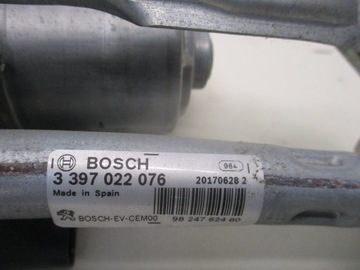 BOSCH
964
3 397 022 076
20170628 2
Made in Spain
BOSCH-EV-CEM00
98 247 624 80